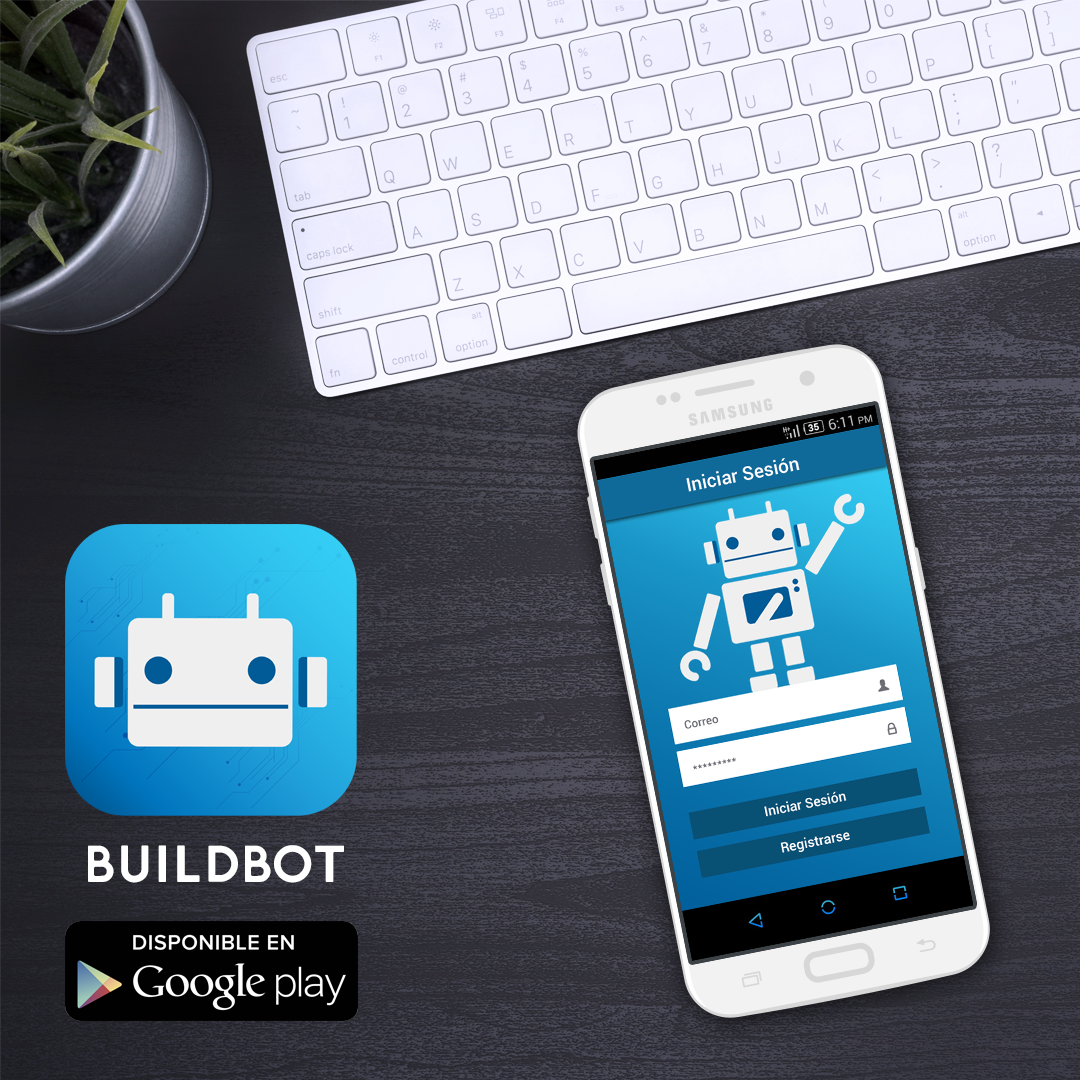 esc
F1
F2
F3
F4
F5
~ `
! 1
@ 2
# 3
$ 4
% 5
^ 6
& 7
* 8
( 9
) 0
tab
Q W E R T Y U I O P { [ } ]
caps lock
A S D F G H J K L : ; " '
shift
Z X C V B N M < , > . ? /
fn
control
alt
option
alt
option
SAMSUNG
H+ 35 6:11 PM
Iniciar Sesión
Correo
*********
Iniciar Sesión
Registrarse
BUILDBOT
DISPONIBLE EN
Google play